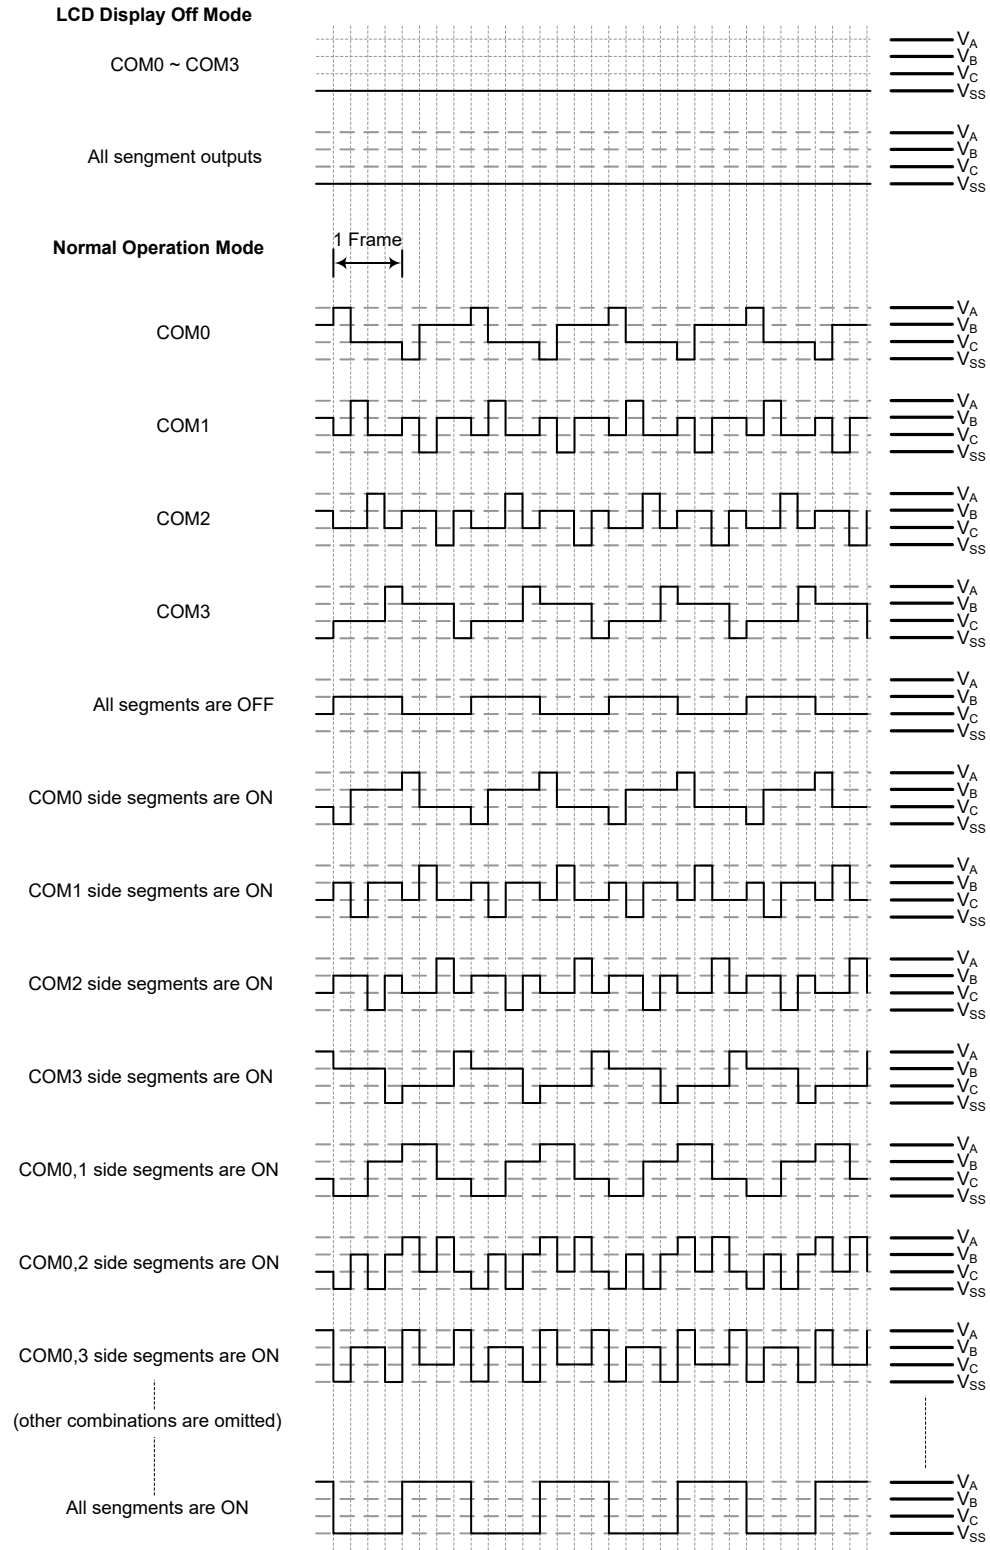 LCD Display Off Mode
COM0 ~ COM3
VA
VB
VC
VSS
All sengment outputs
VA
VB
VC
VSS
Normal Operation Mode
1 Frame
COM0
VA
VB
VC
VSS
COM1
VA
VB
VC
VSS
COM2
VA
VB
VC
VSS
COM3
VA
VB
VC
VSS
All segments are OFF
VA
VB
VC
VSS
COM0 side segments are ON
VA
VB
VC
VSS
COM1 side segments are ON
VA
VB
VC
VSS
COM2 side segments are ON
VA
VB
VC
VSS
COM3 side segments are ON
VA
VB
VC
VSS
COM0,1 side segments are ON
VA
VB
VC
VSS
COM0,2 side segments are ON
VA
VB
VC
VSS
COM0,3 side segments are ON
VA
VB
VC
VSS
(other combinations are omitted)
All sengments are ON
VA
VB
VC
VSS